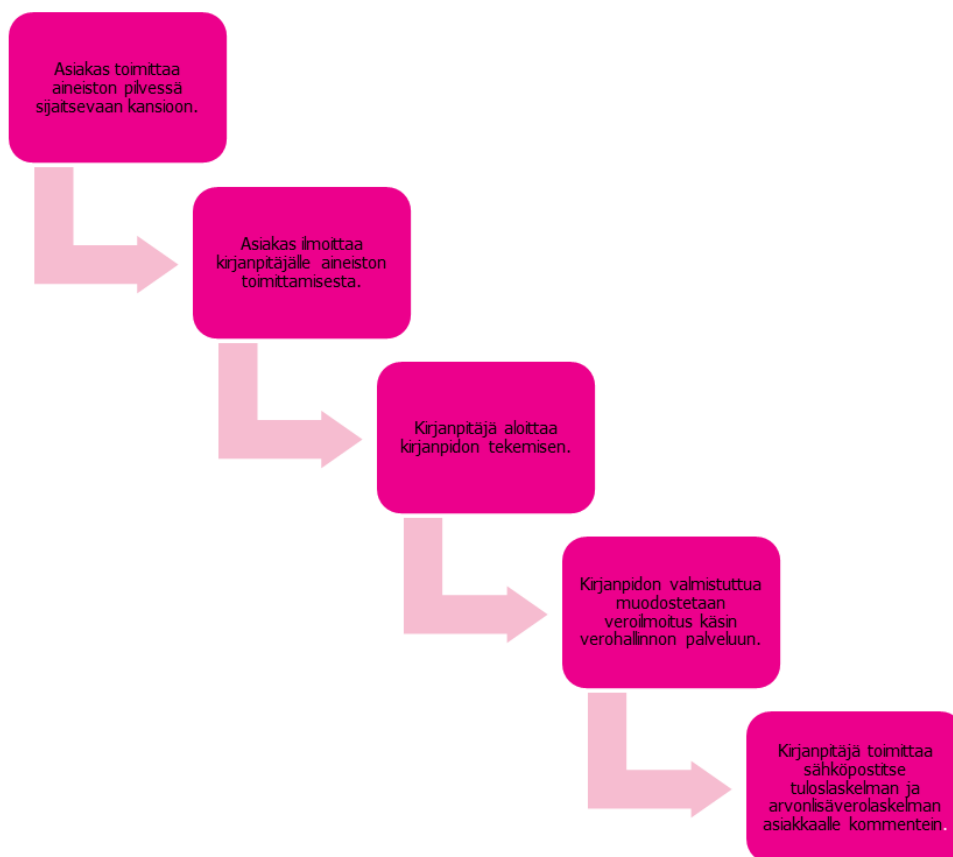 Asiakas toimittaa
aineiston pilvessä
sijaitsevaan kansioon.
Asiakas ilmoittaa
kirjanpitäjälle aineiston
toimittamisesta.
Kirjanpitäjä aloittaa
kirjanpidon tekemisen.
Kirjanpidon valmistuttua
muodostetaan
veroilmoitus käsin
verohallinnon palveluun.
Kirjanpitäjä toimittaa
sähköpostitse
tuloslaskelman ja
arvonlisäverolaskelman
asiakkaalle kommentein.